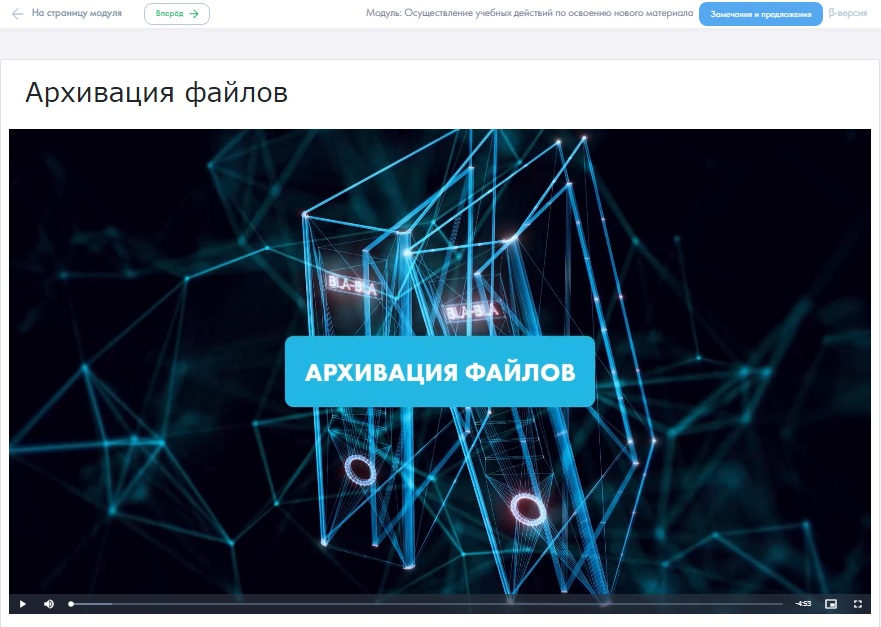 На страницу модуля
Вперёд
Модуль: Осуществление учебных действий по освоению нового материала
Замечания и предложения
β-версия
Архивация файлов
BLA-BLA
BLA-BLA
АРХИВАЦИЯ ФАЙЛОВ
-4:53